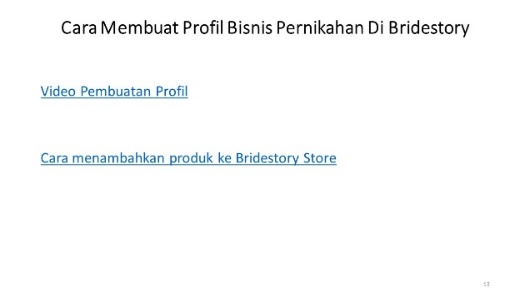 Cara Membuat Profil Bisnis Pernikahan Di Bridestory
Video Pembuatan Profil
Cara menambahkan produk ke Bridestory Store